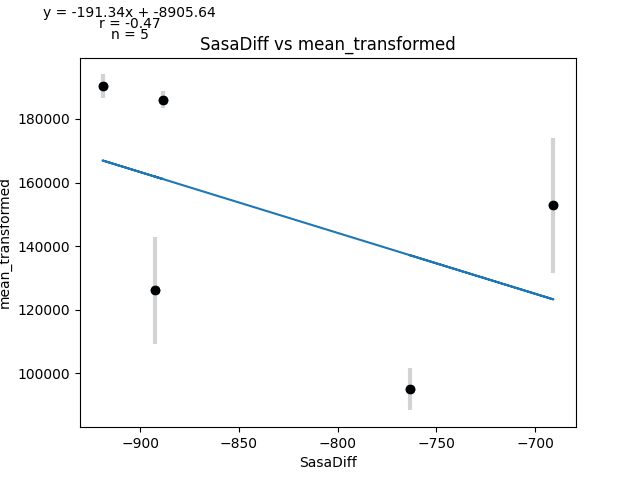 y = -191.34x + -8905.64
r = -0.47
n = 5
SasaDiff vs mean_transformed
180000
160000
140000
120000
100000
mean_transformed
−900
−850
−800
−750
−700
SasaDiff